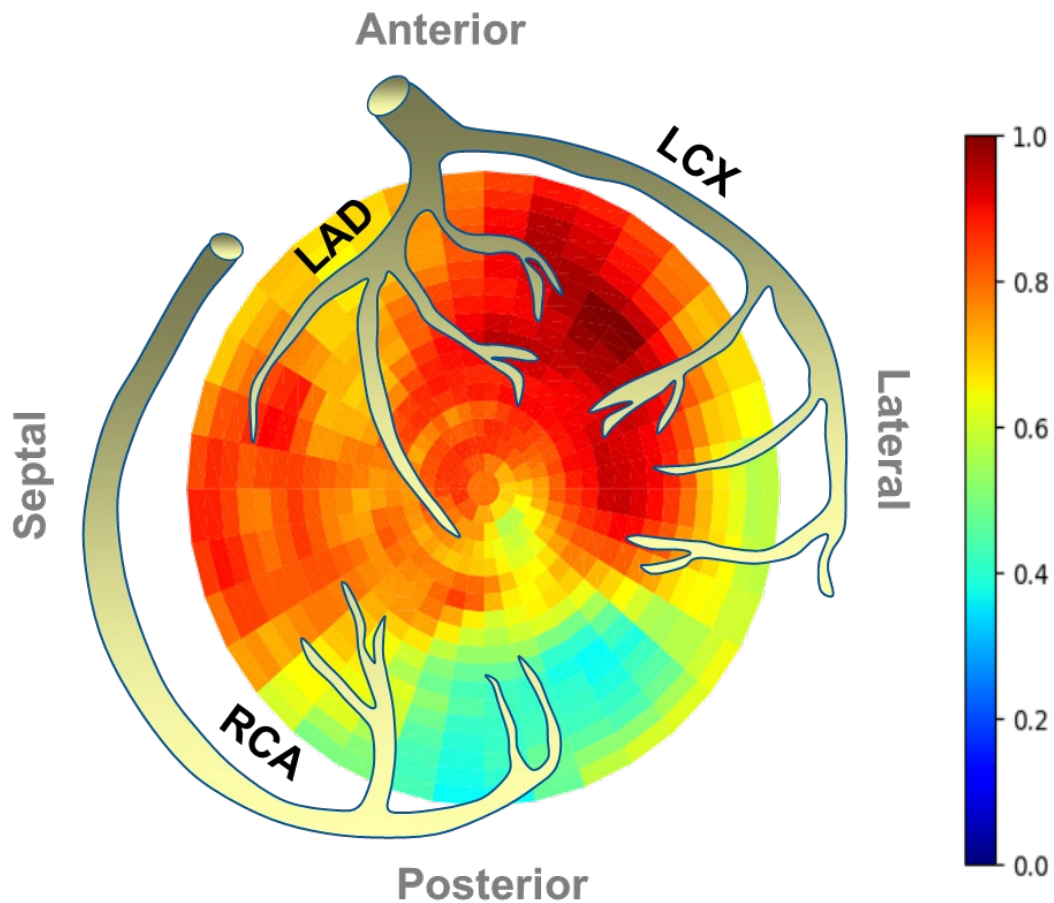 Anterior
LCX
LAD
Septal
Lateral
RCA
Posterior
1.0
0.8
0.6
0.4
0.2
0.0